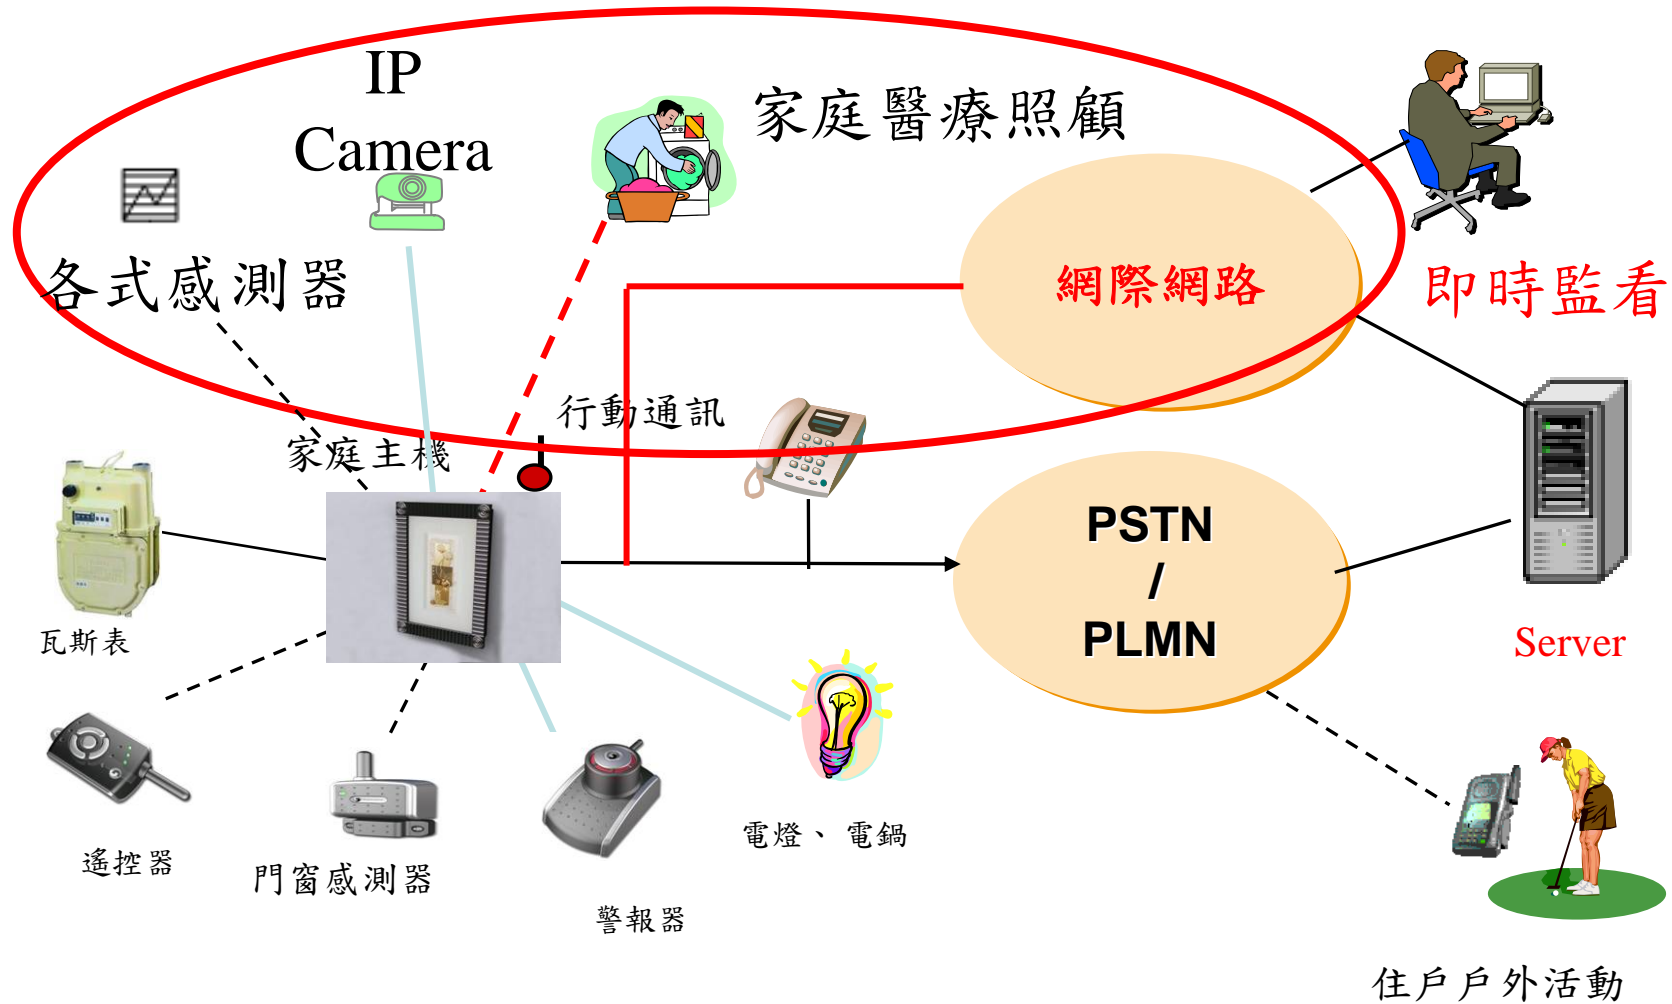 IP
Camera
家庭醫療照顧
各式感測器
網際網路
即時監看
行動通訊
家庭主機
PSTN
/
PLMN
瓦斯表
Server
電燈、電鍋
遙控器
門窗感測器
警報器
住戶戶外活動